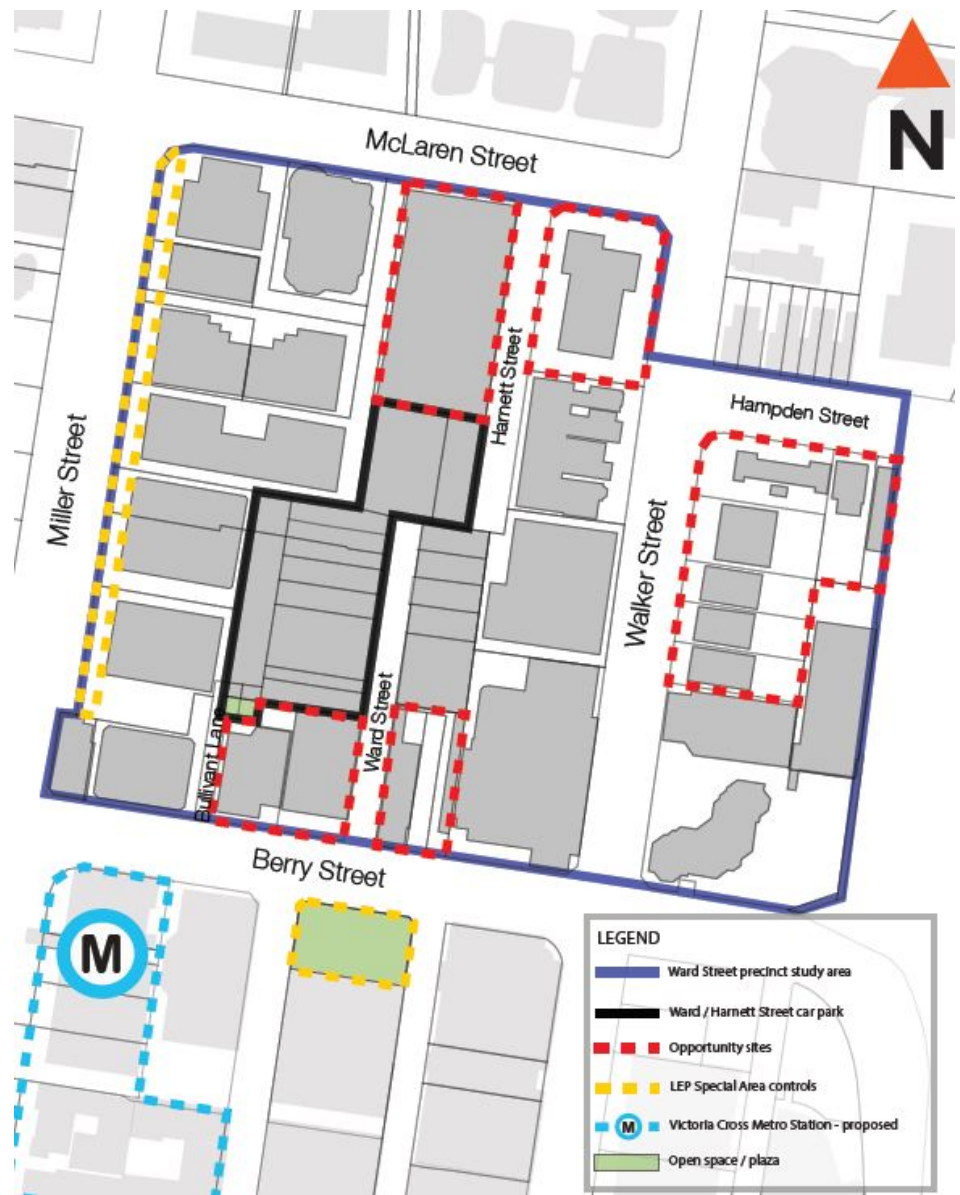 N
McLaren Street
Harnett Street
Hampden Street
Miller Street
Walker Street
Ward Street
Bullivant Lane
Berry Street
M
LEGEND
Ward Street precinct study area
Ward / Harnett Street car park
Opportunity sites
LEP Special Area controls
M
Victoria Cross Metro Station - proposed
Open space / plaza